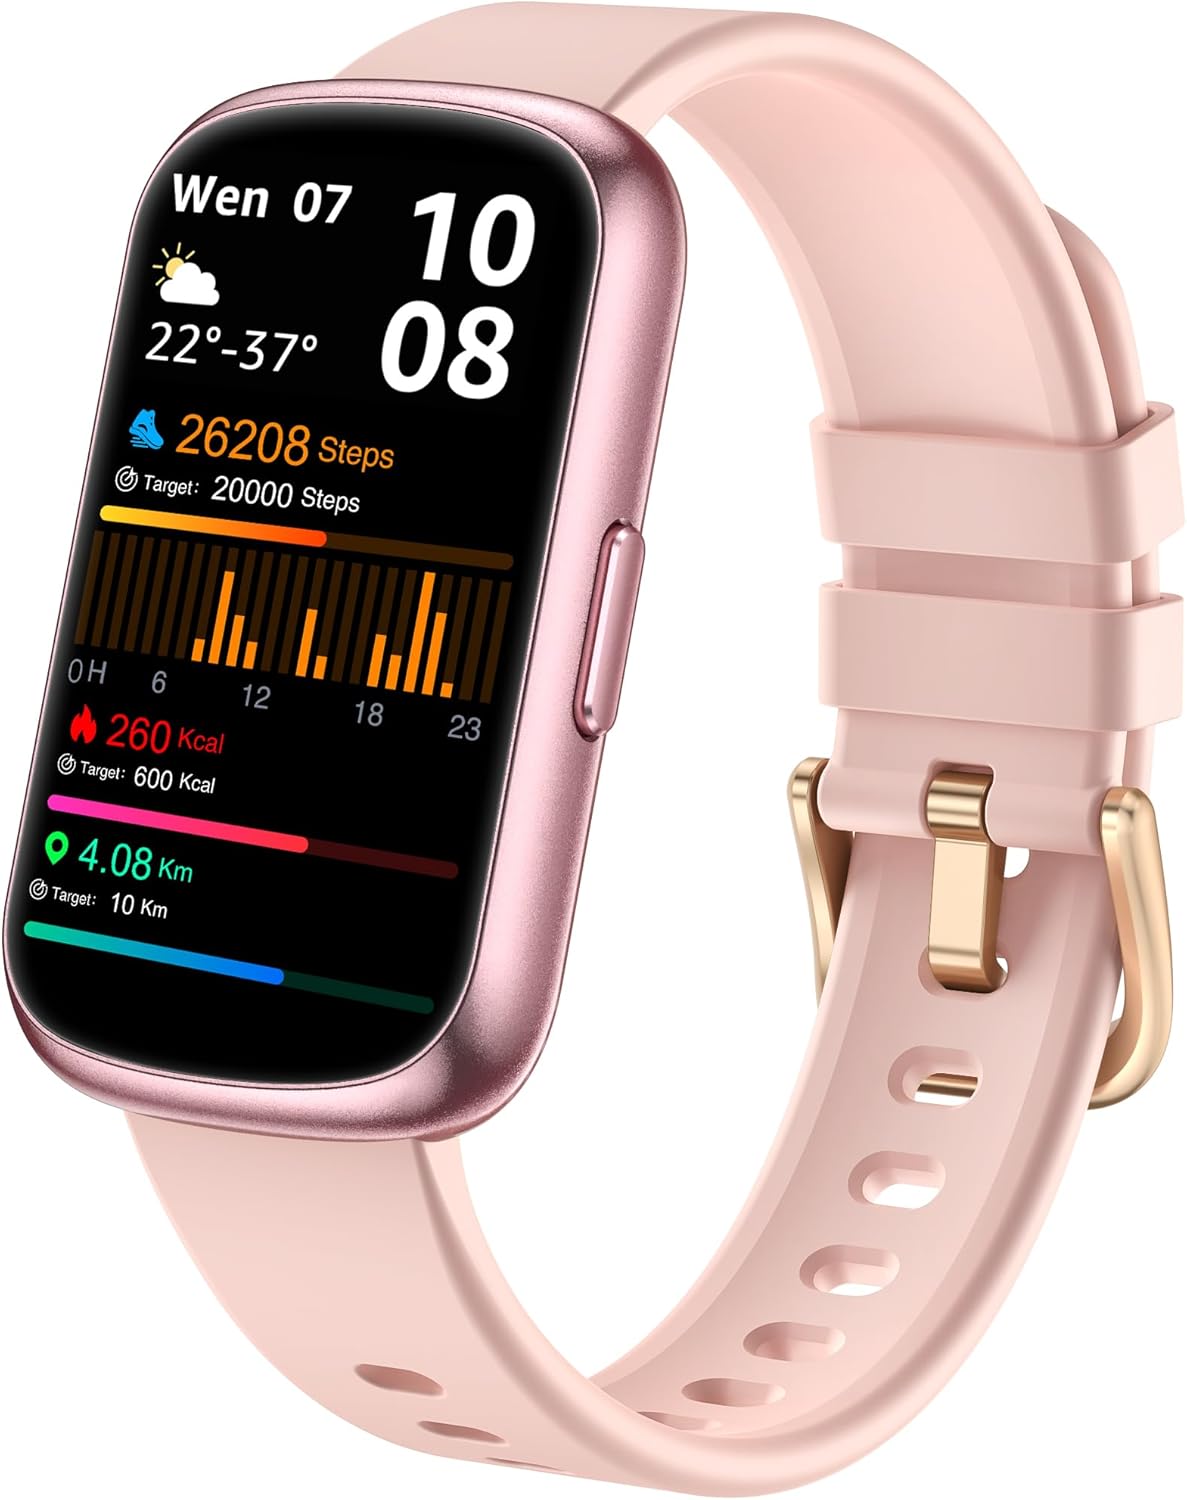 Wen 07
10
08
22°-37°
26208 Steps
Target: 20000 Steps
0H 6 12 18 23
260 Kcal
Target: 600 Kcal
4.08 Km
Target: 10 Km